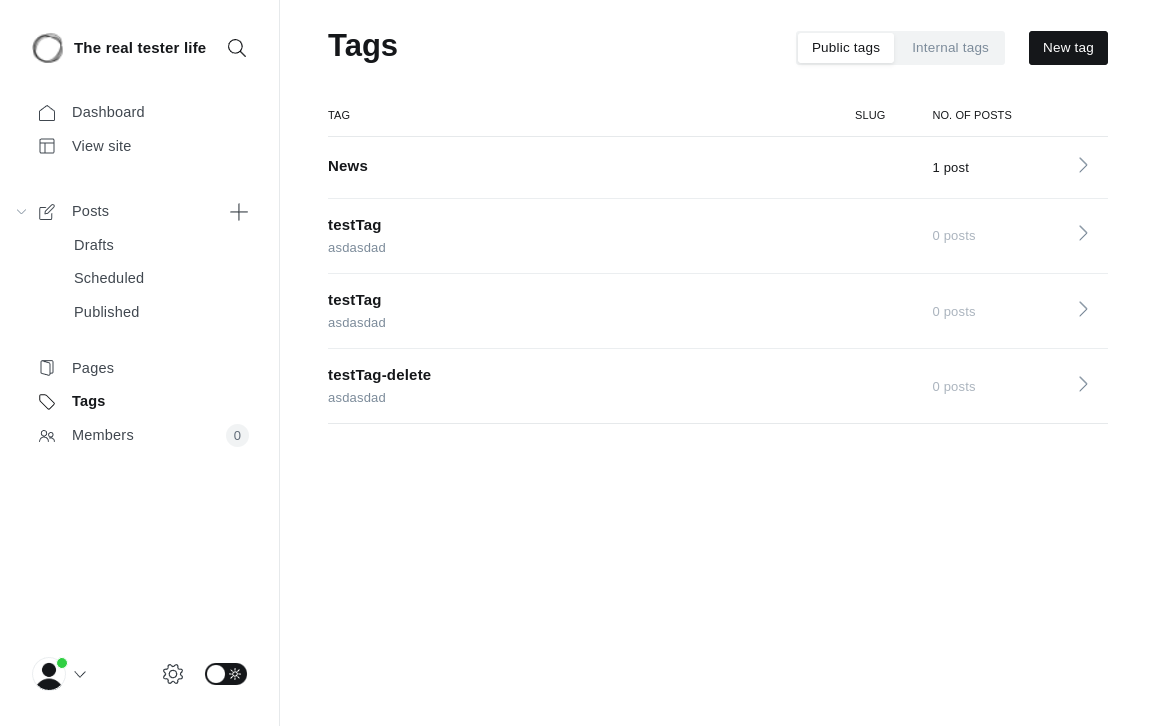 The real tester life
Dashboard
View site
Posts
Drafts
Scheduled
Published
Pages
Tags
Members 0
Tags
Public tags Internal tags New tag
TAG SLUG NO. OF POSTS
News 1 post
testTag
asdasdad 0 posts
testTag
asdasdad 0 posts
testTag-delete
asdasdad 0 posts